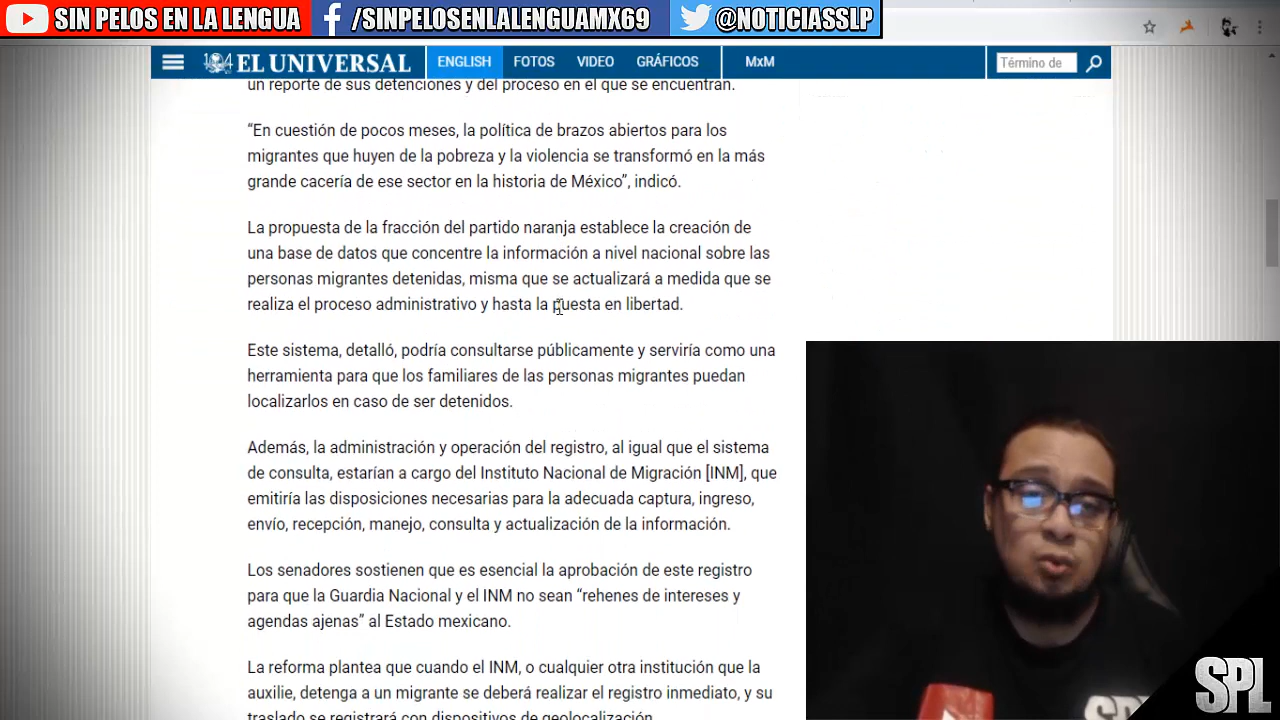 SIN PELOS EN LA LENGUA
/SINPELOSENLALENGUAMX69
@NOTICIASSLP
EL UNIVERSAL
ENGLISH
FOTOS
VIDEO
GRÁFICOS
MxM
Término de
un reporte de sus detenciones y del proceso en el que se encuentran.
“En cuestión de pocos meses, la política de brazos abiertos para los
migrantes que huyen de la pobreza y la violencia se transformó en la más
grande cacería de ese sector en la historia de México”, indicó.
La propuesta de la fracción del partido naranja establece la creación de
una base de datos que concentre la información a nivel nacional sobre las
personas migrantes detenidas, misma que se actualizará a medida que se
realiza el proceso administrativo y hasta la puesta en libertad.
Este sistema, detalló, podría consultarse públicamente y serviría como una
herramienta para que los familiares de las personas migrantes puedan
localizarlos en caso de ser detenidos.
Además, la administración y operación del registro, al igual que el sistema
de consulta, estarían a cargo del Instituto Nacional de Migración [INM], que
emitiría las disposiciones necesarias para la adecuada captura, ingreso,
envío, recepción, manejo, consulta y actualización de la información.
Los senadores sostienen que es esencial la aprobación de este registro
para que la Guardia Nacional y el INM no sean “rehenes de intereses y
agendas ajenas” al Estado mexicano.
La reforma plantea que cuando el INM, o cualquier otra institución que la
auxilie, detenga a un migrante se deberá realizar el registro inmediato, y su
traslado se registrará con dispositivos de geolocalización.
SPL
SPL